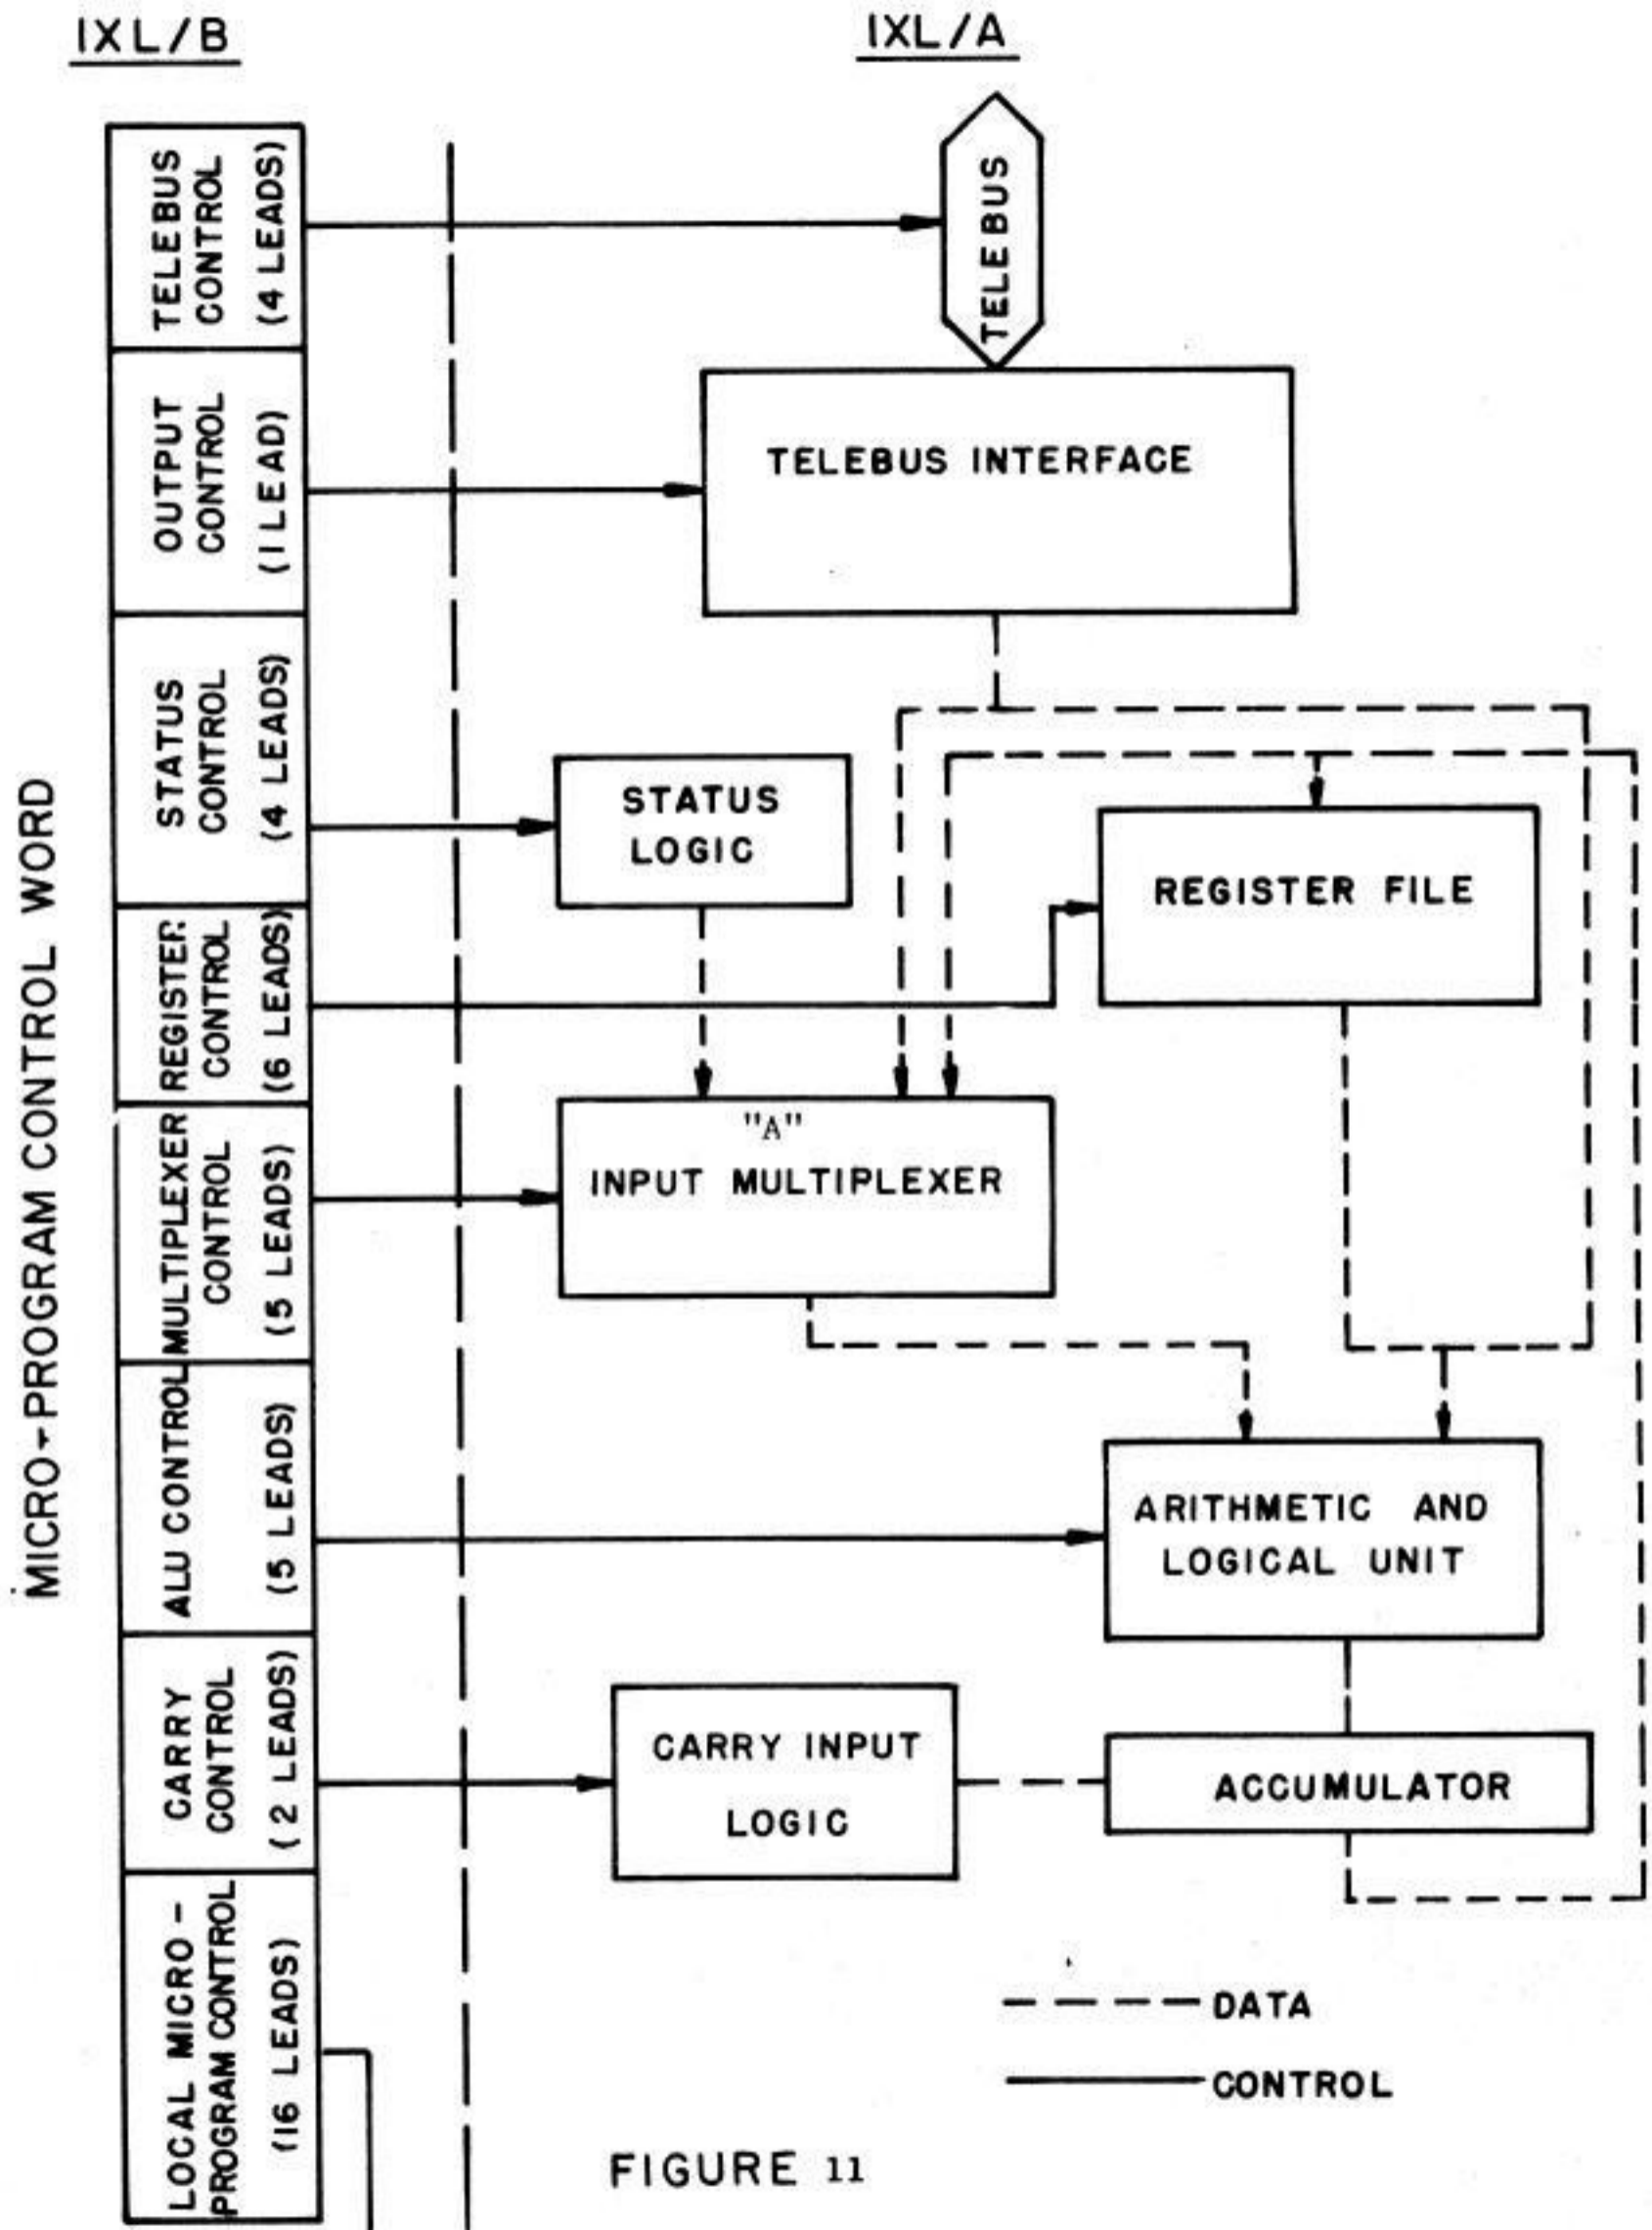 IXL/B
IXL/A
MICRO-PROGRAM CONTROL WORD
TELEBUS
CONTROL
(4 LEADS)
OUTPUT
CONTROL
(1 LEAD)
STATUS
CONTROL
(4 LEADS)
REGISTER
CONTROL
(6 LEADS)
MULTIPLEXER
CONTROL
(5 LEADS)
ALU CONTROL
(5 LEADS)
CARRY
CONTROL
(2 LEADS)
LOCAL MICRO-
PROGRAM CONTROL
(16 LEADS)
TELEBUS
TELEBUS INTERFACE
STATUS
LOGIC
REGISTER FILE
"A"
INPUT MULTIPLEXER
ARITHMETIC AND
LOGICAL UNIT
CARRY INPUT
LOGIC
ACCUMULATOR
DATA
CONTROL
FIGURE 11